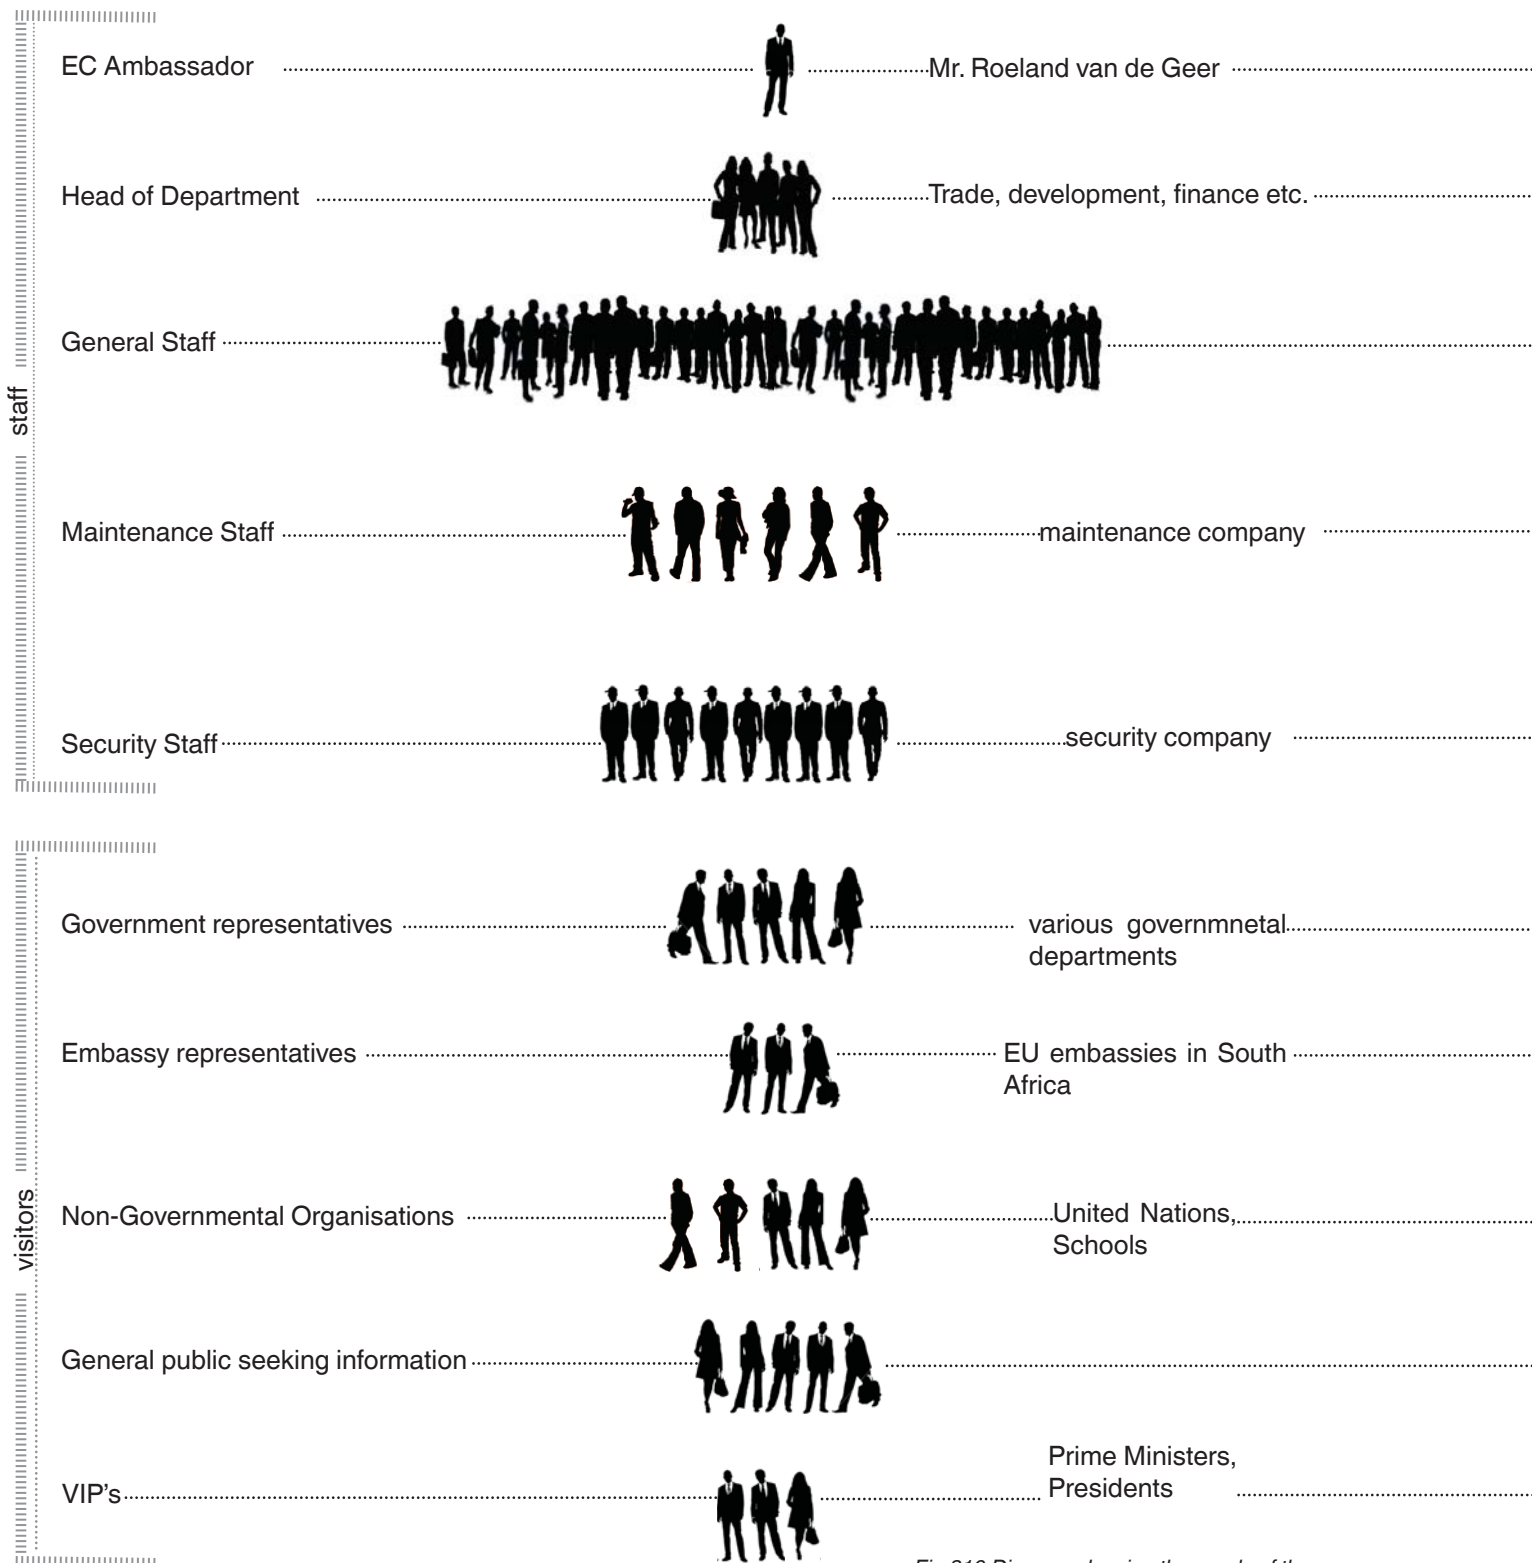 EC Ambassador Mr. Roeland van de Geer
Head of Department Trade, development, finance etc.
General Staff
staff
Maintenance Staff maintenance company
Security Staff security company
Government representatives various governmnetal
departments
Embassy representatives EU embassies in South
Africa
visitors
Non-Governmental Organisations United Nations,
Schools
General public seeking information
Prime Ministers,
VIP's Presidents